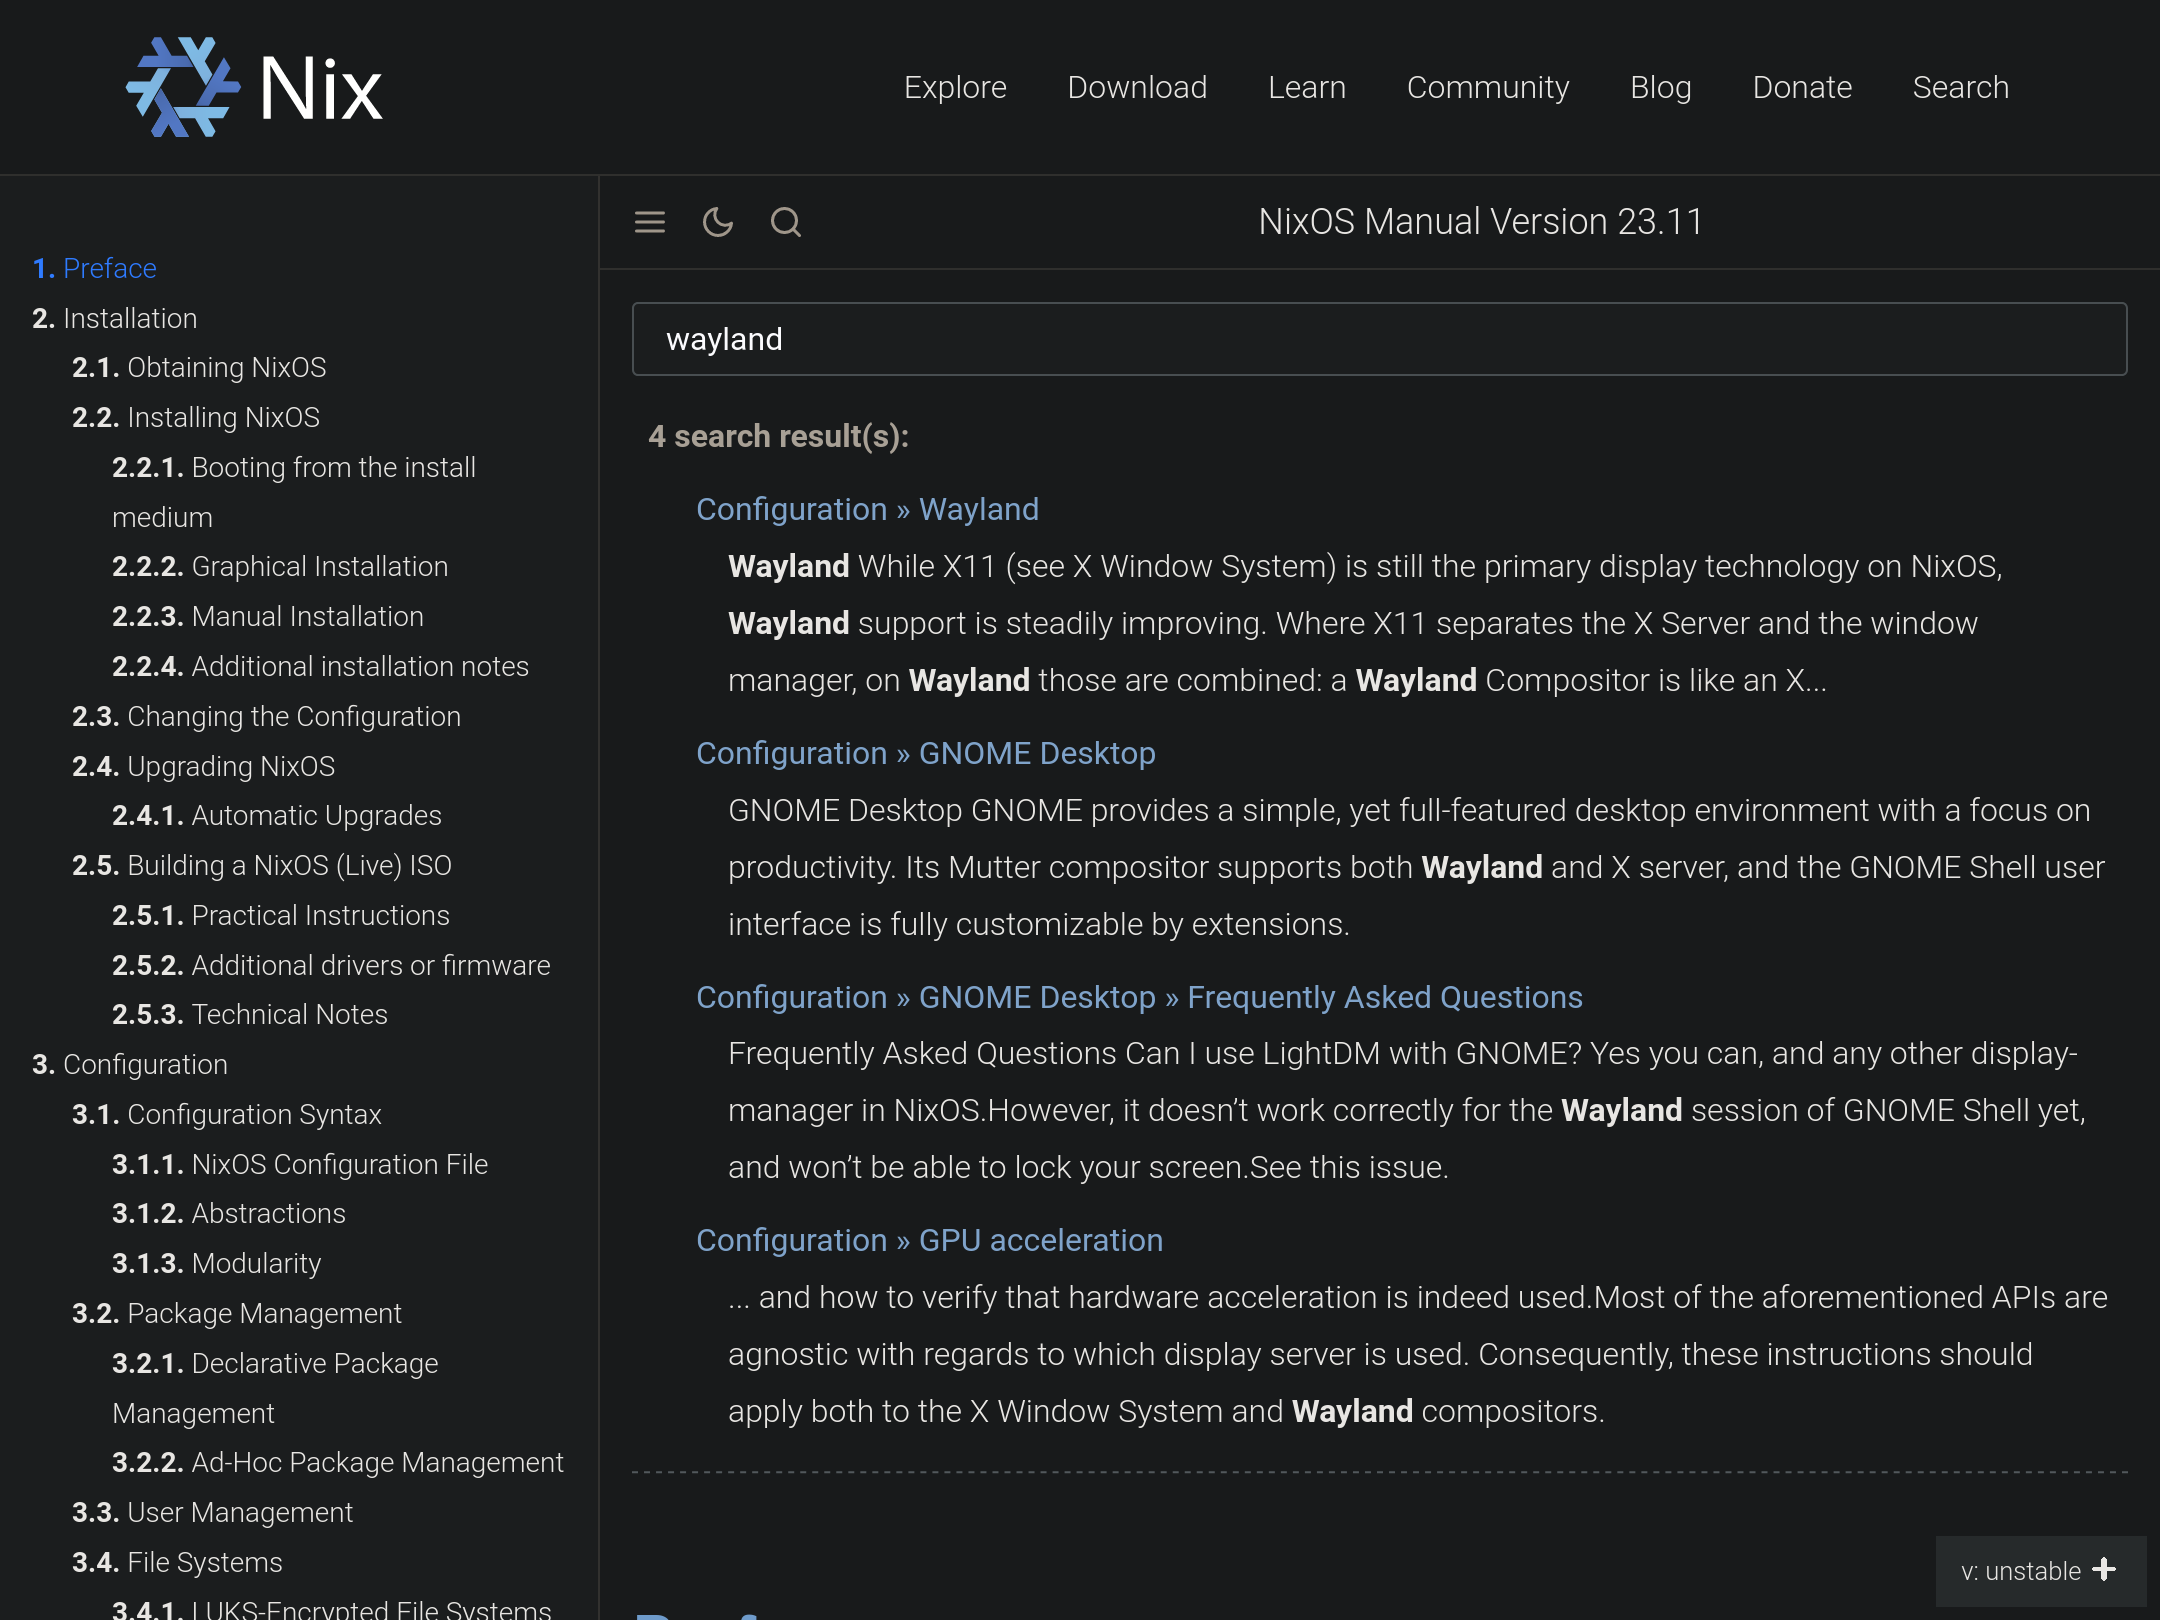 Nix
Explore Download Learn Community Blog Donate Search
1. Preface
2. Installation
2.1. Obtaining NixOS
2.2. Installing NixOS
2.2.1. Booting from the install
medium
2.2.2. Graphical Installation
2.2.3. Manual Installation
2.2.4. Additional installation notes
2.3. Changing the Configuration
2.4. Upgrading NixOS
2.4.1. Automatic Upgrades
2.5. Building a NixOS (Live) ISO
2.5.1. Practical Instructions
2.5.2. Additional drivers or firmware
2.5.3. Technical Notes
3. Configuration
3.1. Configuration Syntax
3.1.1. NixOS Configuration File
3.1.2. Abstractions
3.1.3. Modularity
3.2. Package Management
3.2.1. Declarative Package
Management
3.2.2. Ad-Hoc Package Management
3.3. User Management
3.4. File Systems
3.4.1. LUKS-Encrypted File Systems
NixOS Manual Version 23.11
wayland
4 search result(s):
Configuration » Wayland
Wayland While X11 (see X Window System) is still the primary display technology on NixOS,
Wayland support is steadily improving. Where X11 separates the X Server and the window
manager, on Wayland those are combined: a Wayland Compositor is like an X...
Configuration » GNOME Desktop
GNOME Desktop GNOME provides a simple, yet full-featured desktop environment with a focus on
productivity. Its Mutter compositor supports both Wayland and X server, and the GNOME Shell user
interface is fully customizable by extensions.
Configuration » GNOME Desktop » Frequently Asked Questions
Frequently Asked Questions Can I use LightDM with GNOME? Yes you can, and any other display-
manager in NixOS.However, it doesn’t work correctly for the Wayland session of GNOME Shell yet,
and won’t be able to lock your screen.See this issue.
Configuration » GPU acceleration
... and how to verify that hardware acceleration is indeed used.Most of the aforementioned APIs are
agnostic with regards to which display server is used. Consequently, these instructions should
apply both to the X Window System and Wayland compositors.
v: unstable